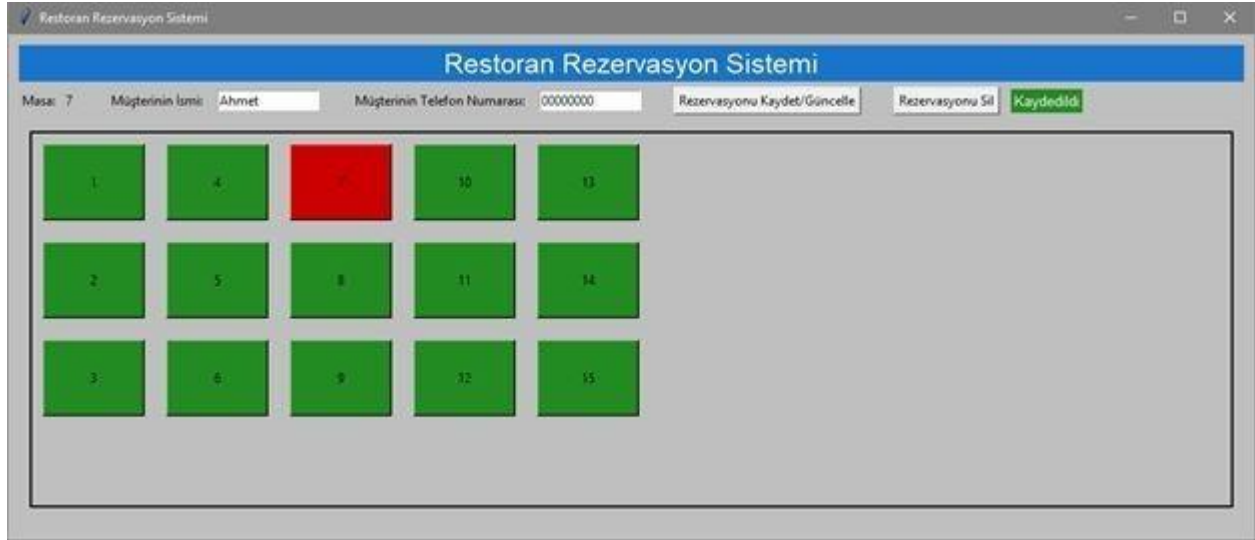 Restoran Rezervasyon Sistemi
Restoran Rezervasyon Sistemi
Masa: 7 Müşterinin İsmi: Ahmet Müşterinin Telefon Numarası: 00000000 Rezervasyonu Kaydet/Güncelle Rezervasyonu Sil Kaydedildi
1 4 7 10 13
2 5 8 11 14
3 6 9 12 15